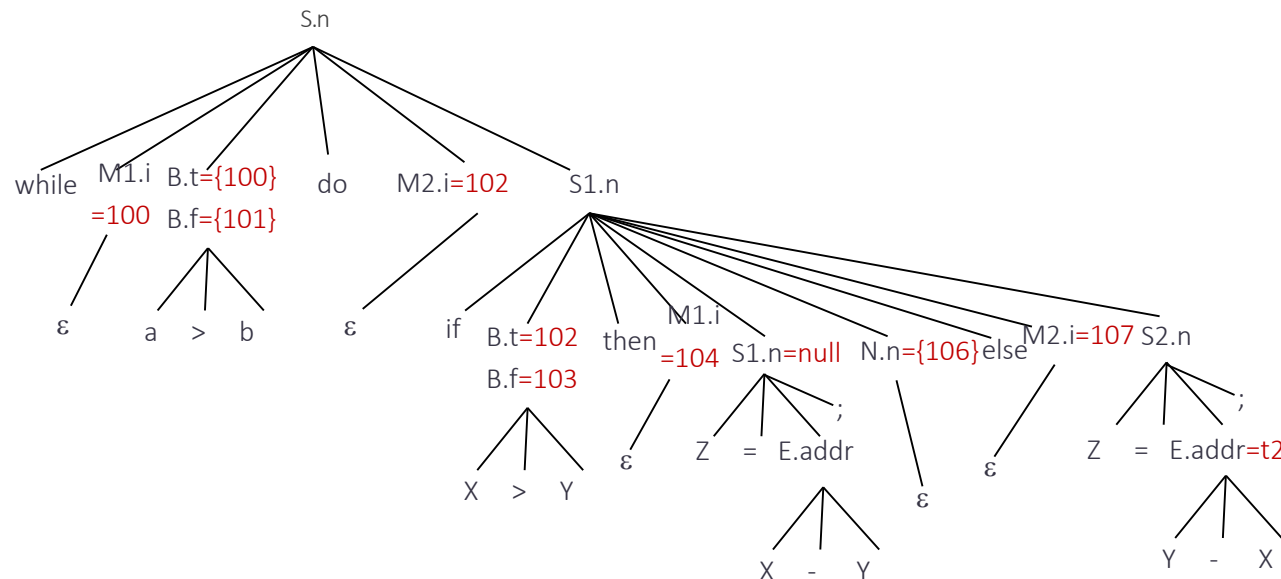 S.n
while M1.i B.t={100} do M2.i=102 S1.n
=100 B.f={101}
ε a > b ε if M1.i
B.t=102 then =104 S1.n=null N.n={106} else M2.i=107 S2.n
B.f=103
; ;
ε Z = E.addr ε Z = E.addr=t2
X > Y ε
X - Y Y - X